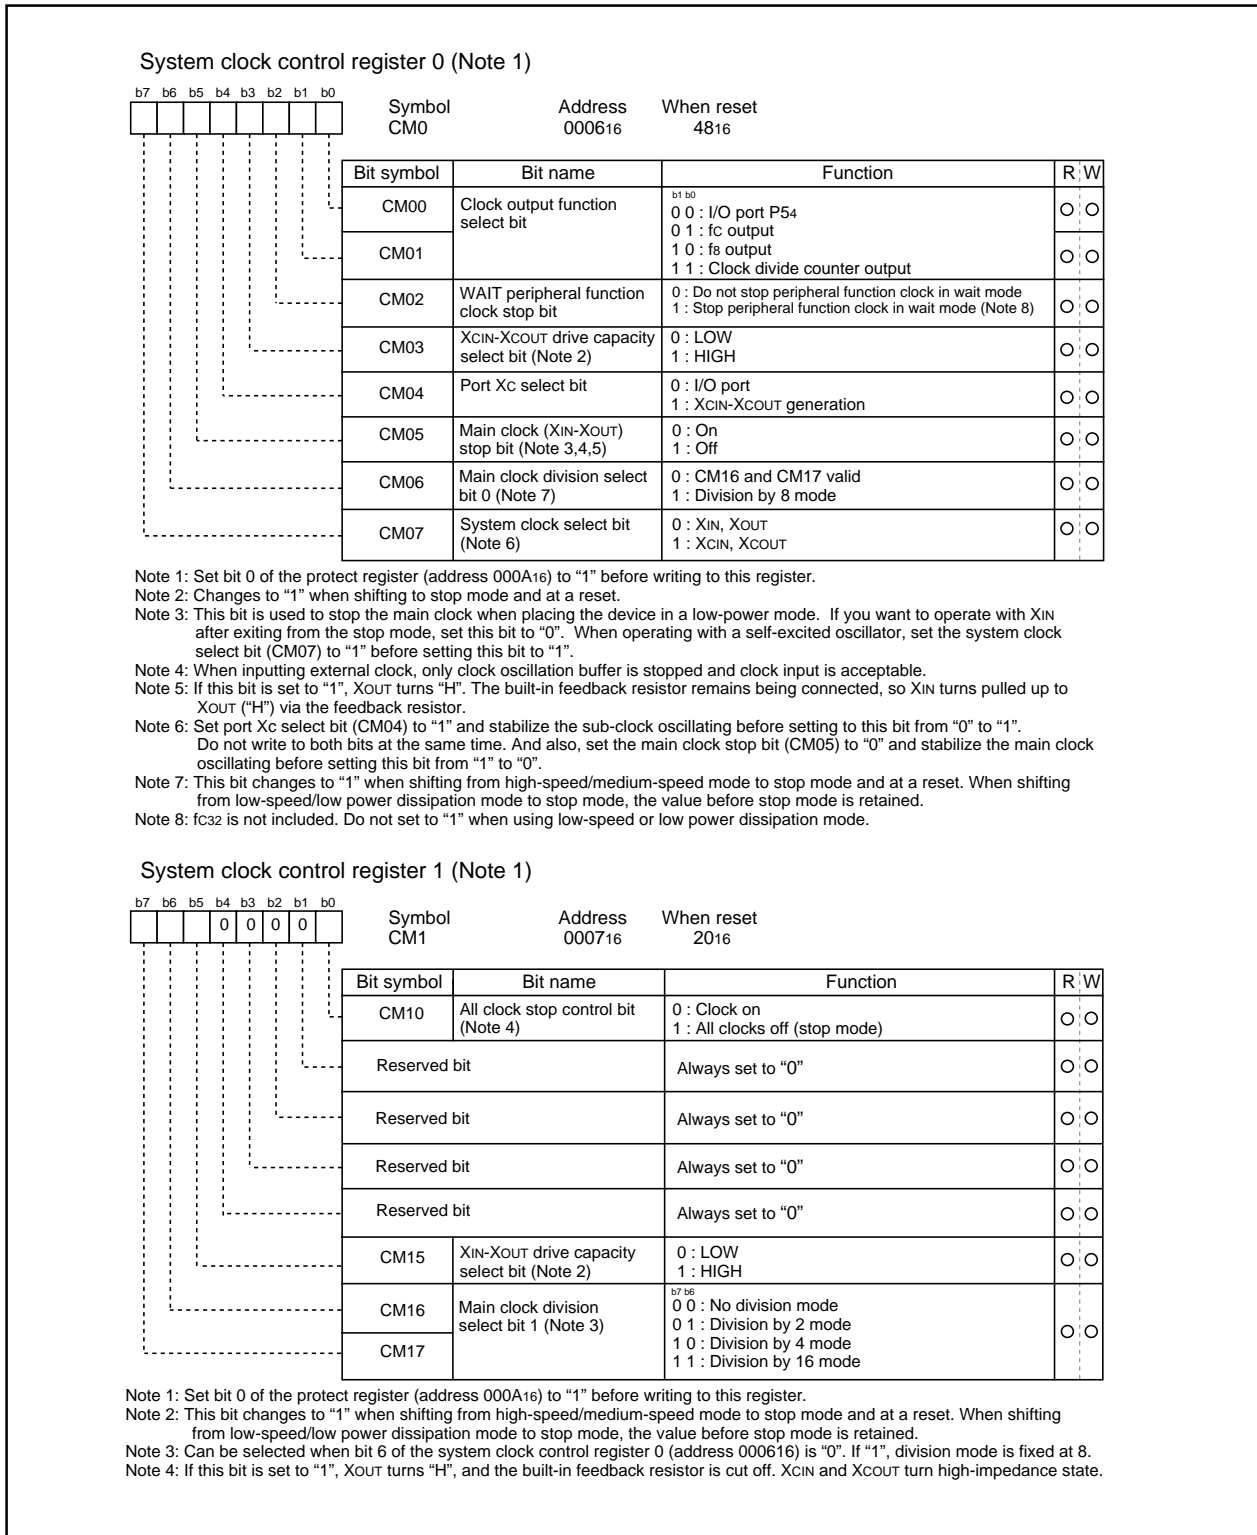 System clock control register 0 (Note 1)
b7 b6 b5 b4 b3 b2 b1 b0
Symbol Address When reset
CM0 000616 4816
Bit symbol Bit name Function R W
CM00 Clock output function select bit
b1 b0
0 0 : I/O port P54
0 1 : fC output
CM01
1 0 : f8 output
1 1 : Clock divide counter output
CM02 WAIT peripheral function clock stop bit
0 : Do not stop peripheral function clock in wait mode
1 : Stop peripheral function clock in wait mode (Note 8)
CM03 XCIN-XCOUT drive capacity select bit (Note 2)
0 : LOW
1 : HIGH
CM04 Port XC select bit
0 : I/O port
1 : XCIN-XCOUT generation
CM05 Main clock (XIN-XOUT) stop bit (Note 3,4,5)
0 : On
1 : Off
CM06 Main clock division select bit 0 (Note 7)
0 : CM16 and CM17 valid
1 : Division by 8 mode
CM07 System clock select bit (Note 6)
0 : XIN, XOUT
1 : XCIN, XCOUT
Note 1: Set bit 0 of the protect register (address 000A16) to “1” before writing to this register.
Note 2: Changes to “1” when shifting to stop mode and at a reset.
Note 3: This bit is used to stop the main clock when placing the device in a low-power mode. If you want to operate with XIN
after exiting from the stop mode, set this bit to “0”. When operating with a self-excited oscillator, set the system clock
select bit (CM07) to “1” before setting this bit to “1”.
Note 4: When inputting external clock, only clock oscillation buffer is stopped and clock input is acceptable.
Note 5: If this bit is set to “1”, XOUT turns “H”. The built-in feedback resistor remains being connected, so XIN turns pulled up to
XOUT (“H”) via the feedback resistor.
Note 6: Set port Xc select bit (CM04) to “1” and stabilize the sub-clock oscillating before setting to this bit from “0” to “1”.
Do not write to both bits at the same time. And also, set the main clock stop bit (CM05) to “0” and stabilize the main clock
oscillating before setting this bit from “1” to “0”.
Note 7: This bit changes to “1” when shifting from high-speed/medium-speed mode to stop mode and at a reset. When shifting
from low-speed/low power dissipation mode to stop mode, the value before stop mode is retained.
Note 8: fC32 is not included. Do not set to “1” when using low-speed or low power dissipation mode.
System clock control register 1 (Note 1)
b7 b6 b5 b4 b3 b2 b1 b0
0 0 0 0
Symbol Address When reset
CM1 000716 2016
Bit symbol Bit name Function R W
CM10 All clock stop control bit (Note 4)
0 : Clock on
1 : All clocks off (stop mode)
Reserved bit Always set to “0”
Reserved bit Always set to “0”
Reserved bit Always set to “0”
Reserved bit Always set to “0”
CM15 XIN-XOUT drive capacity select bit (Note 2)
0 : LOW
1 : HIGH
CM16 Main clock division select bit 1 (Note 3)
b7 b6
0 0 : No division mode
0 1 : Division by 2 mode
CM17
1 0 : Division by 4 mode
1 1 : Division by 16 mode
Note 1: Set bit 0 of the protect register (address 000A16) to “1” before writing to this register.
Note 2: This bit changes to “1” when shifting from high-speed/medium-speed mode to stop mode and at a reset. When shifting
from low-speed/low power dissipation mode to stop mode, the value before stop mode is retained.
Note 3: Can be selected when bit 6 of the system clock control register 0 (address 000616) is “0”. If “1”, division mode is fixed at 8.
Note 4: If this bit is set to “1”, XOUT turns “H”, and the built-in feedback resistor is cut off. XCIN and XCOUT turn high-impedance state.